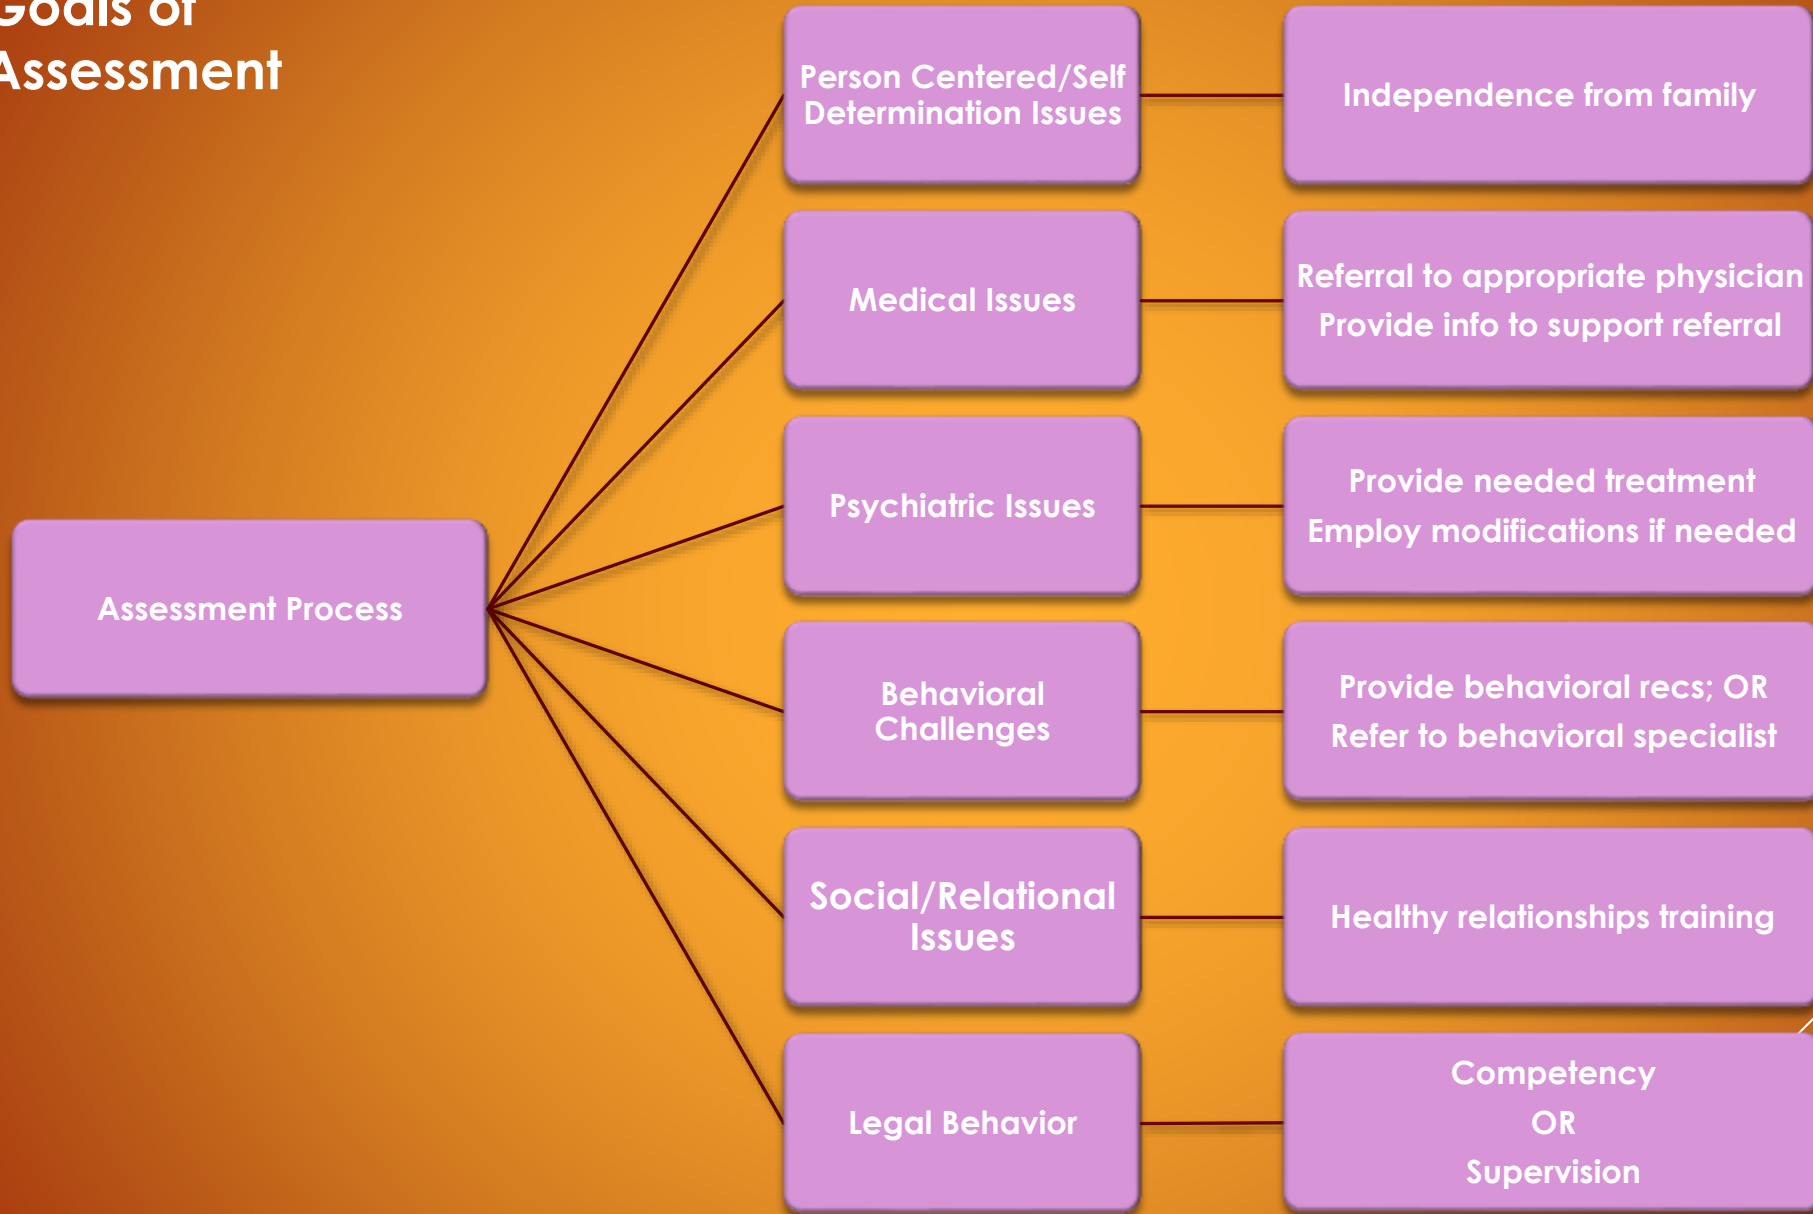 Goals of
Assessment
Assessment Process
Person Centered/Self
Determination Issues
Independence from family
Medical Issues
Referral to appropriate physician
Provide info to support referral
Psychiatric Issues
Provide needed treatment
Employ modifications if needed
Behavioral
Challenges
Provide behavioral recs; OR
Refer to behavioral specialist
Social/Relational
Issues
Healthy relationships training
Legal Behavior
Competency
OR
Supervision